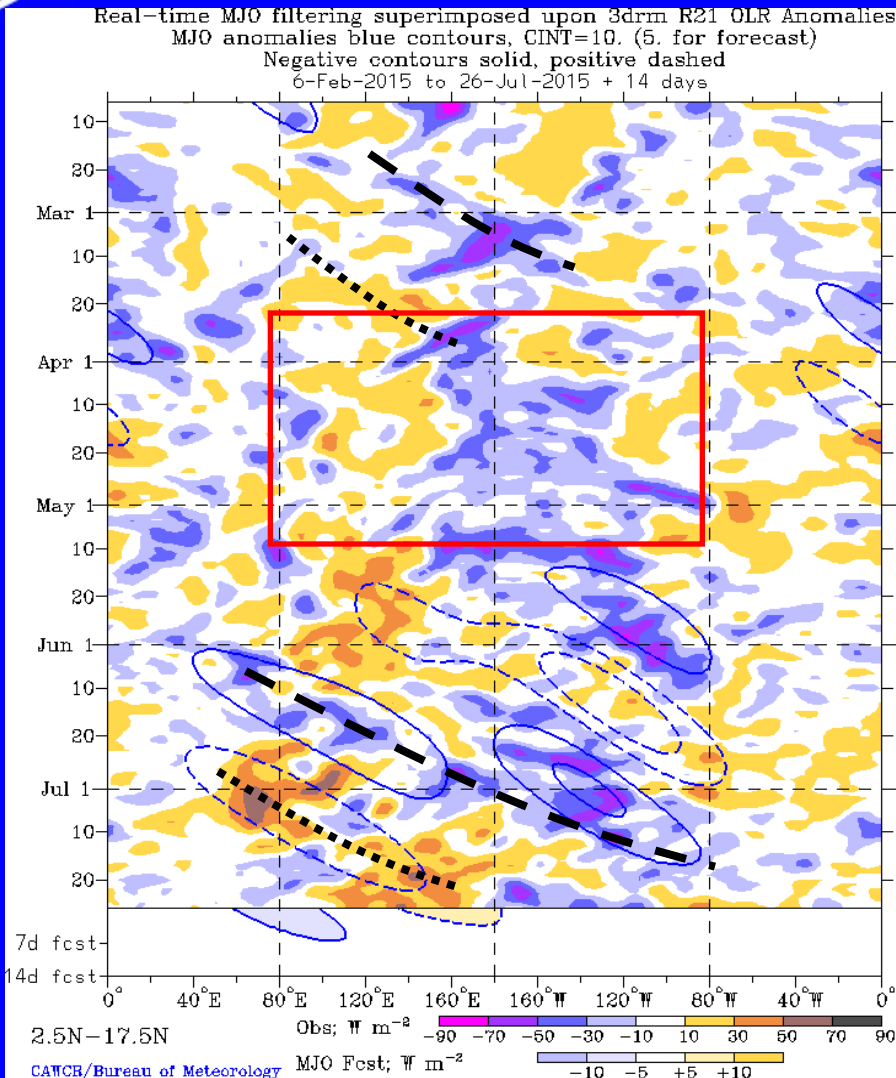 Real-time MJO filtering superimposed upon 3drm R21 OLR Anomalies
MJO anomalies blue contours, CINT=10. (5. for forecast)
Negative contours solid, positive dashed
6-Feb-2015 to 26-Jul-2015 + 14 days
10
20
Mar 1
10
20
Apr 1
10
20
May 1
10
20
Jun 1
10
20
Jul 1
10
20
7d fcst
14d fcst
0° 40°E 80°E 120°E 160°E 160°W 120°W 80°W 40°W 0°
2.5N-17.5N
Obs; W m-2
-90 -70 -50 -30 -10 10 30 50 70 90
CAWCR/Bureau of Meteorology
MJO Fcst; W m-2
-10 -5 +5 +10